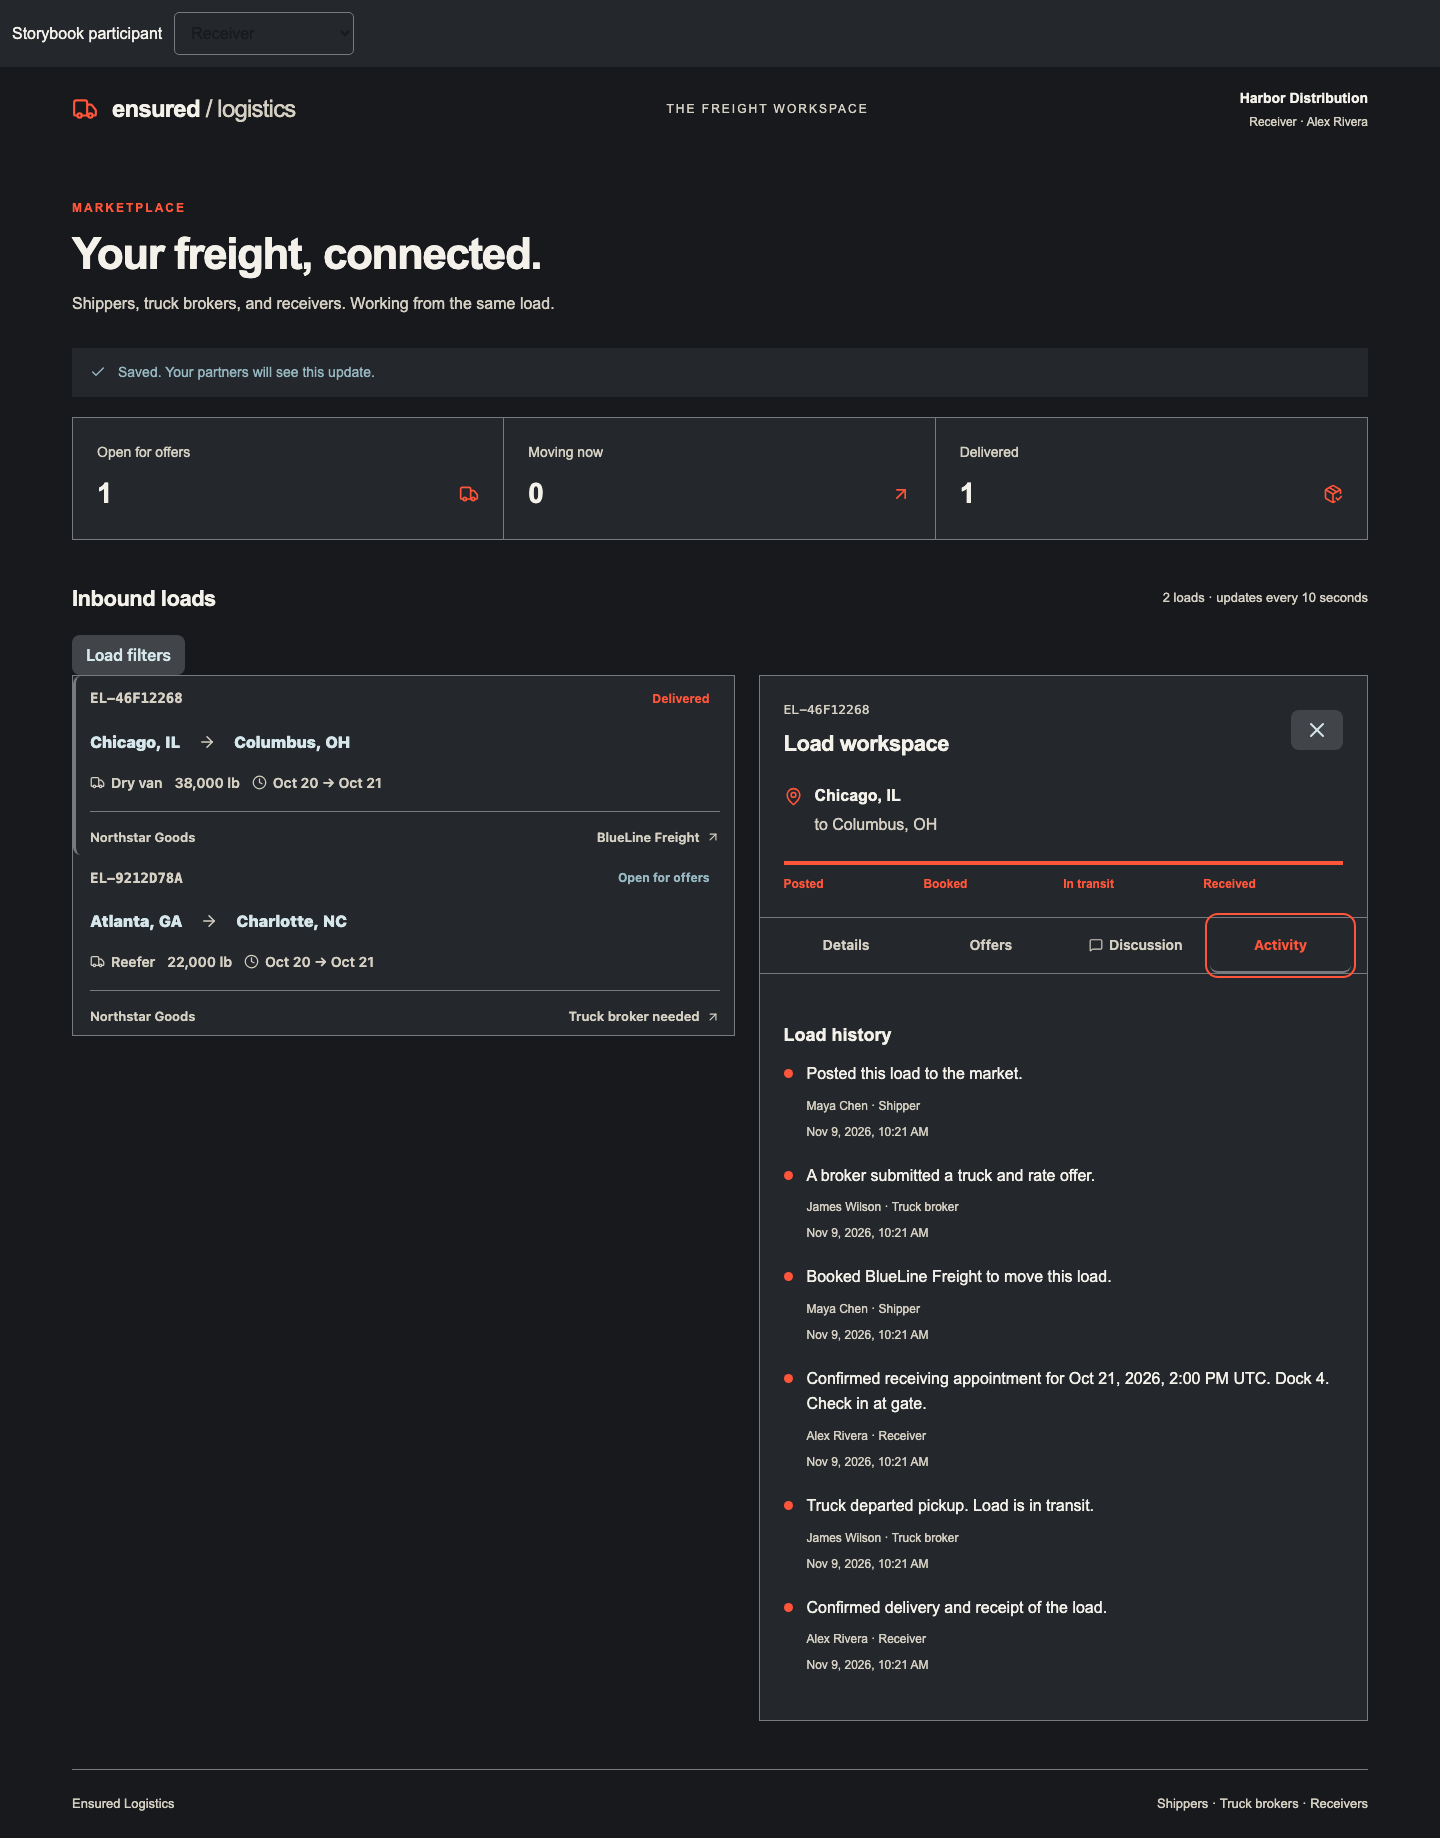 Storybook participant
Receiver
ensured / logistics
THE FREIGHT WORKSPACE
Harbor Distribution
Receiver · Alex Rivera
MARKETPLACE
Your freight, connected.
Shippers, truck brokers, and receivers. Working from the same load.
Saved. Your partners will see this update.
Open for offers
1
Moving now
0
Delivered
1
Inbound loads
2 loads · updates every 10 seconds
Load filters
EL–46F12268
Delivered
Chicago, IL → Columbus, OH
Dry van 38,000 lb Oct 20 → Oct 21
Northstar Goods
BlueLine Freight
EL–9212D78A
Open for offers
Atlanta, GA → Charlotte, NC
Reefer 22,000 lb Oct 20 → Oct 21
Northstar Goods
Truck broker needed
EL–46F12268
Load workspace
Chicago, IL
to Columbus, OH
Posted
Booked
In transit
Received
Details
Offers
Discussion
Activity
Load history
Posted this load to the market.
Maya Chen · Shipper
Nov 9, 2026, 10:21 AM
A broker submitted a truck and rate offer.
James Wilson · Truck broker
Nov 9, 2026, 10:21 AM
Booked BlueLine Freight to move this load.
Maya Chen · Shipper
Nov 9, 2026, 10:21 AM
Confirmed receiving appointment for Oct 21, 2026, 2:00 PM UTC. Dock 4.
Check in at gate.
Alex Rivera · Receiver
Nov 9, 2026, 10:21 AM
Truck departed pickup. Load is in transit.
James Wilson · Truck broker
Nov 9, 2026, 10:21 AM
Confirmed delivery and receipt of the load.
Alex Rivera · Receiver
Nov 9, 2026, 10:21 AM
Ensured Logistics
Shippers · Truck brokers · Receivers